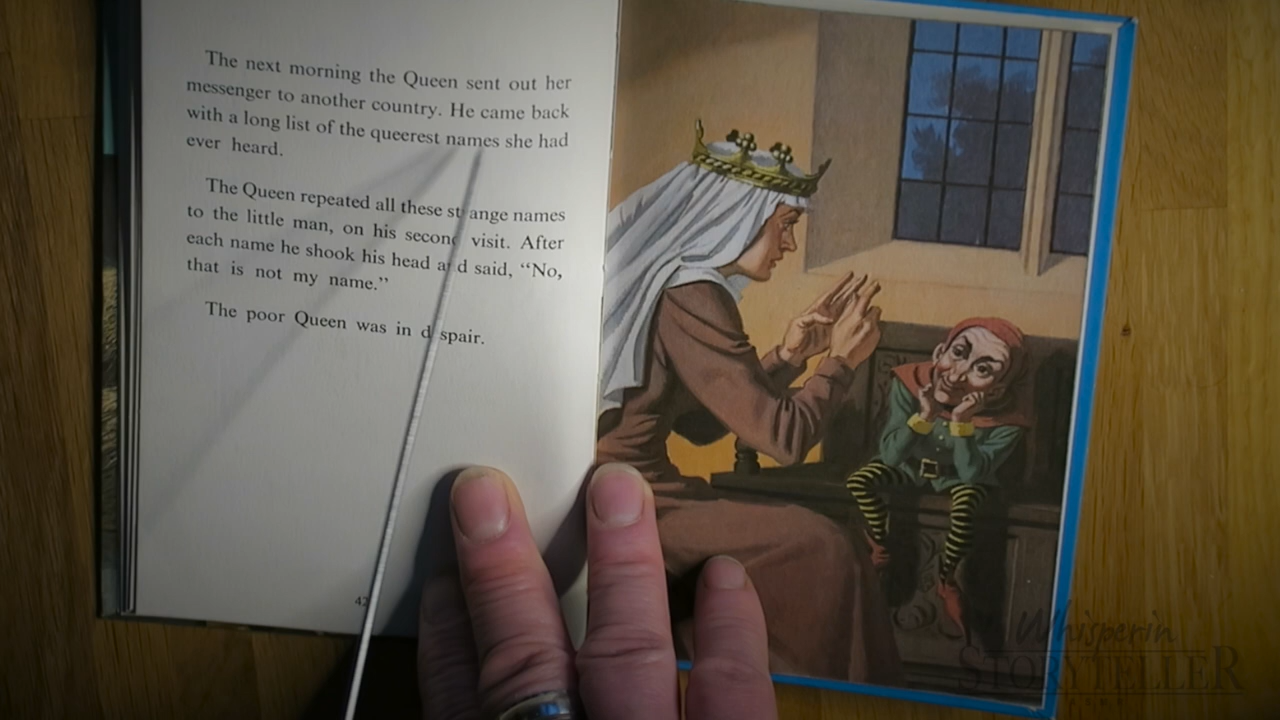 The next morning the Queen sent out her
messenger to another country. He came back
with a long list of the queerest names she had
ever heard.
The Queen repeated all these strange names
to the little man, on his second visit. After
each name he shook his head and said, “No,
that is not my name.”
The poor Queen was in despair.
42
Whisperin
STORYTELLER